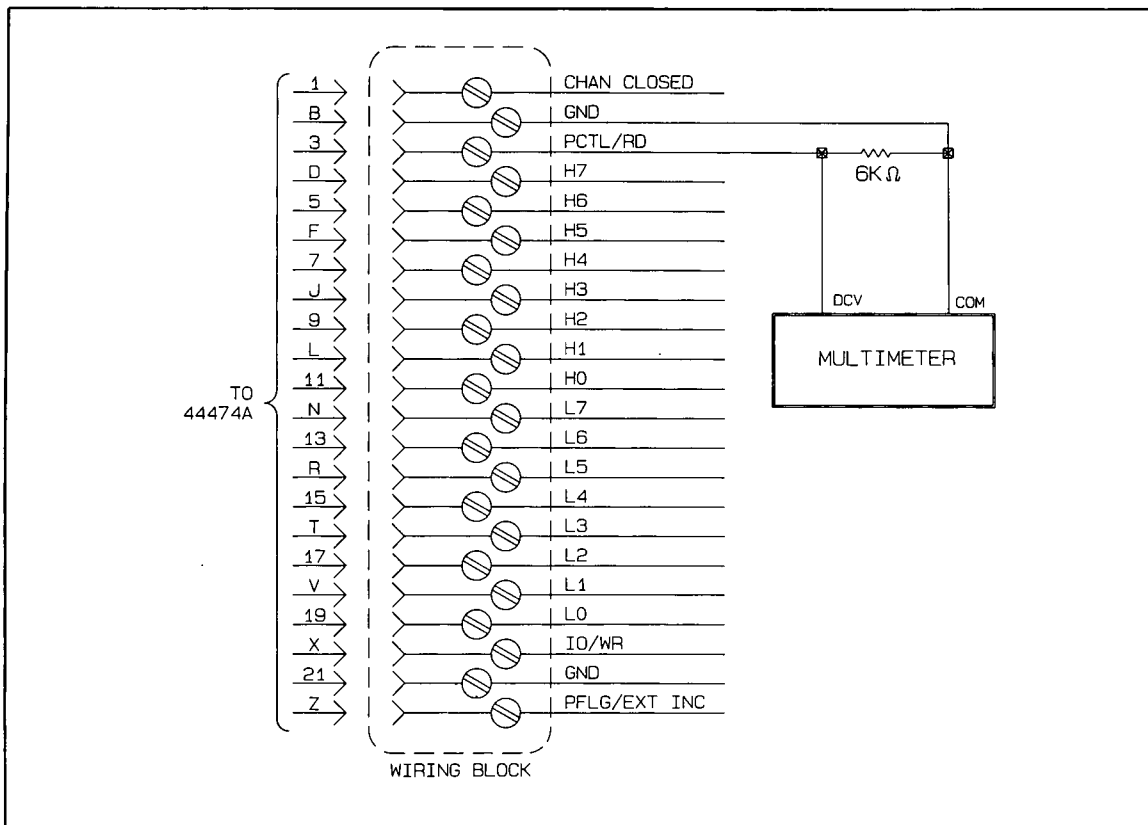 1 CHAN CLOSED
B GND
3 PCTL/RD
6KΩ
D H7
5 H6
F H5
7 H4
J H3
DCV COM
9 H2
MULTIMETER
L H1
11 H0
TO
44474A
N L7
13 L6
R L5
15 L4
T L3
17 L2
V L1
19 L0
X IO/WR
21 GND
Z PFLG/EXT INC
WIRING BLOCK